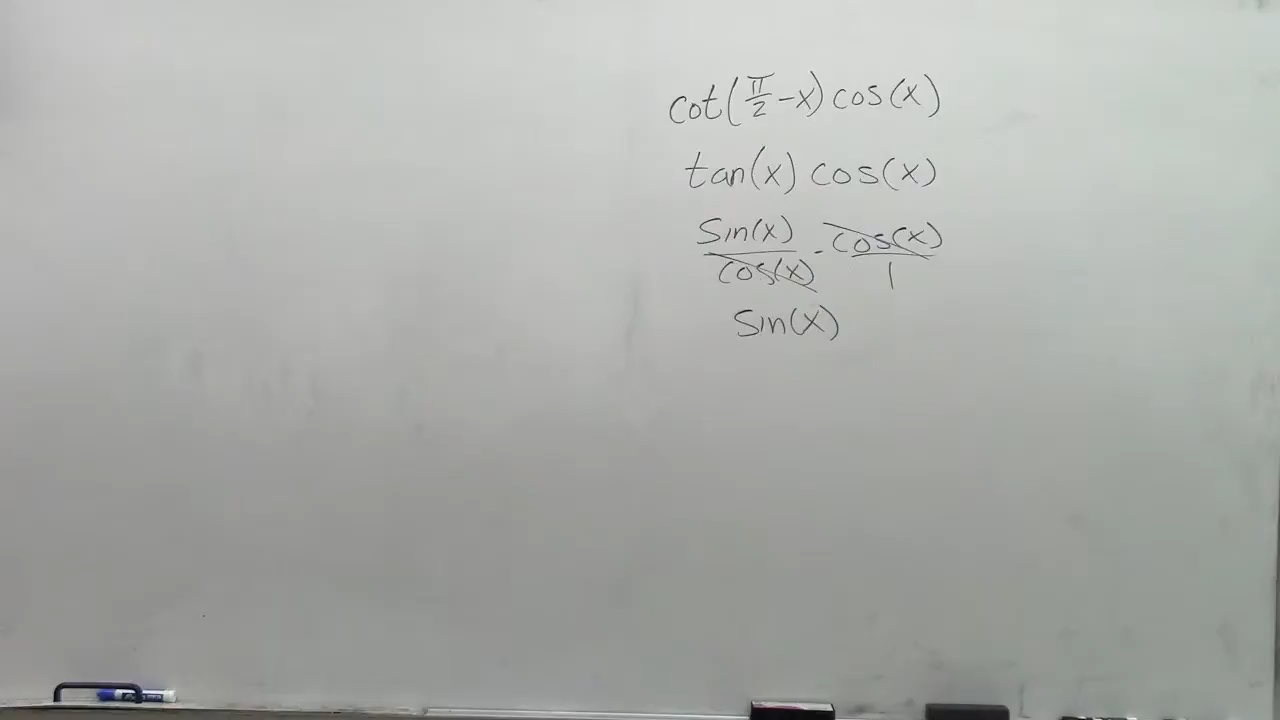 cot(π/2-x)cos(x)
tan(x) cos(x)
Sin(x)/cos(x) · cos(x)/1
Sin(x)